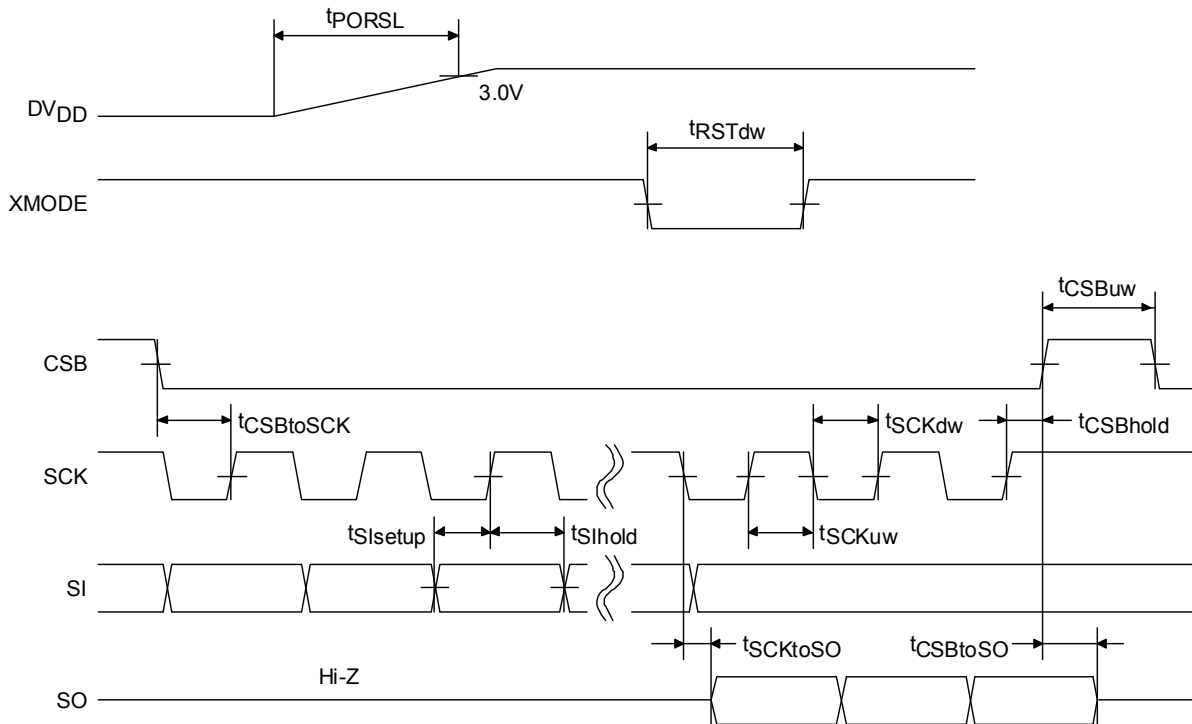 tPORSL
3.0V
DVDD
tRSTdw
XMODE
tCSBuw
CSB
tCSBtoSCK
tSCKdw
tCSBhold
SCK
tSIsetup
tSIhold
tSCKuw
SI
tSCKtoSO
tCSBtoSO
Hi-Z
SO